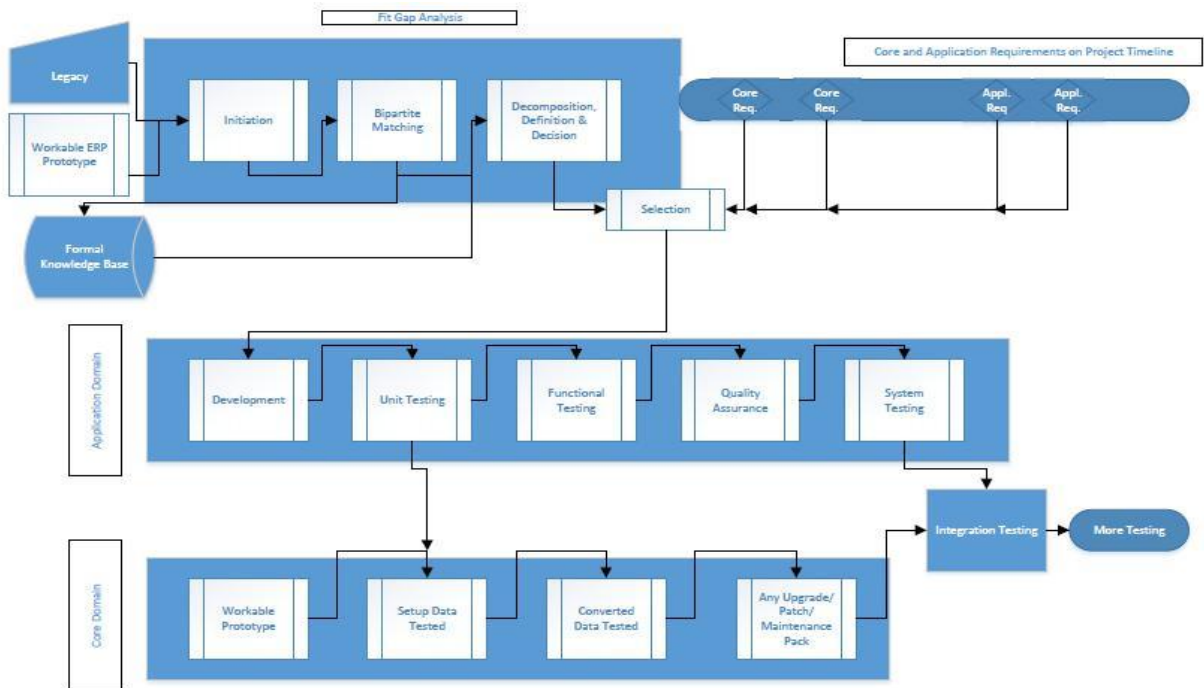 Fit Gap Analysis
Core and Application Requirements on Project Timeline
Legacy
Workable ERP
Prototype
Initiation
Bipartite
Matching
Decomposition,
Definition &
Decision
Core
Req.
Core
Req.
Appl.
Req
Appl.
Req.
Selection
Formal
Knowledge Base
Application Domain
Development
Unit Testing
Functional
Testing
Quality
Assurance
System
Testing
Integration Testing
More Testing
Core Domain
Workable
Prototype
Setup Data
Tested
Converted
Data Tested
Any Upgrade/
Patch/
Maintenance
Pack